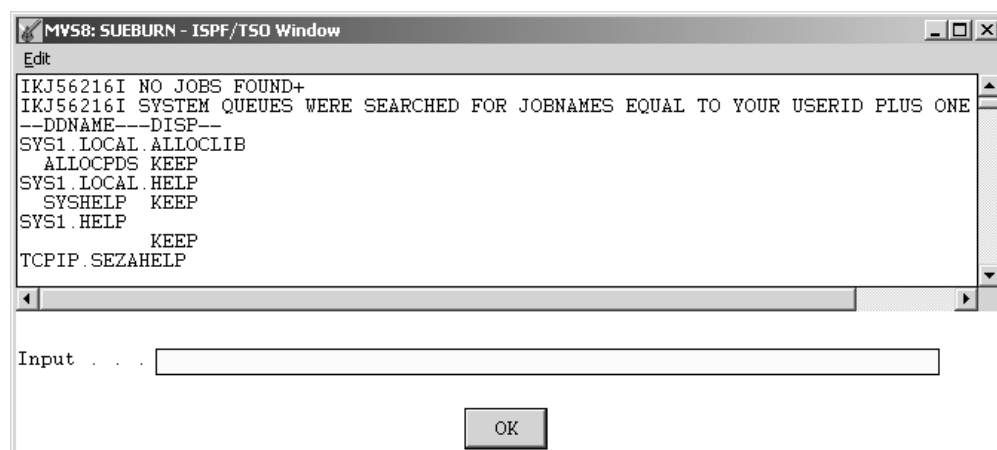 MVS8: SUEBURN - ISPF/TSO Window
Edit
IKJ56216I NO JOBS FOUND+
IKJ56216I SYSTEM QUEUES WERE SEARCHED FOR JOBNAMES EQUAL TO YOUR USERID PLUS ONE
--DDNAME---DISP--
SYS1.LOCAL.ALLOCLIB
  ALLOCPDS KEEP
SYS1.LOCAL.HELP
  SYSHELP  KEEP
SYS1.HELP
           KEEP
TCPIP.SEZAHELP
Input . . .
OK